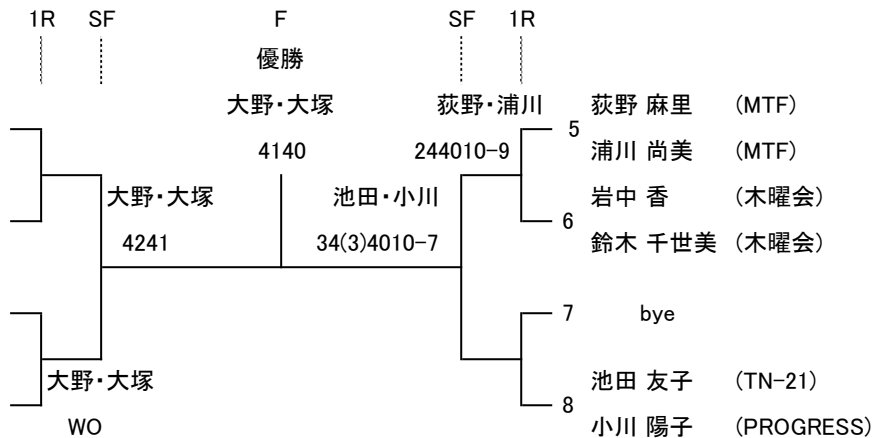 1R SF F SF 1R
優勝
大野・大塚 荻野・浦川 荻野 麻里 (MTF)
5
4140 244010-9 浦川 尚美 (MTF)
大野・大塚 池田・小川 岩中 香 (木曜会)
6
4241 34(3)4010-7 鈴木 千世美 (木曜会)
7 bye
大野・大塚 池田 友子 (TN-21)
8
WO 小川 陽子 (PROGRESS)